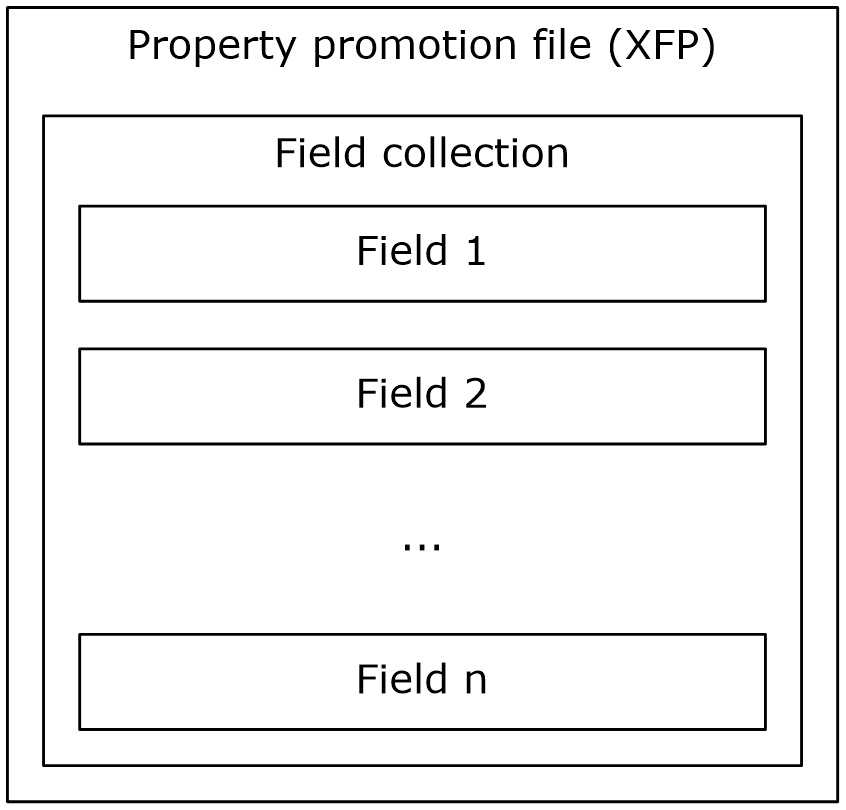 Property promotion file (XFP)
Field collection
Field 1
Field 2
...
Field n